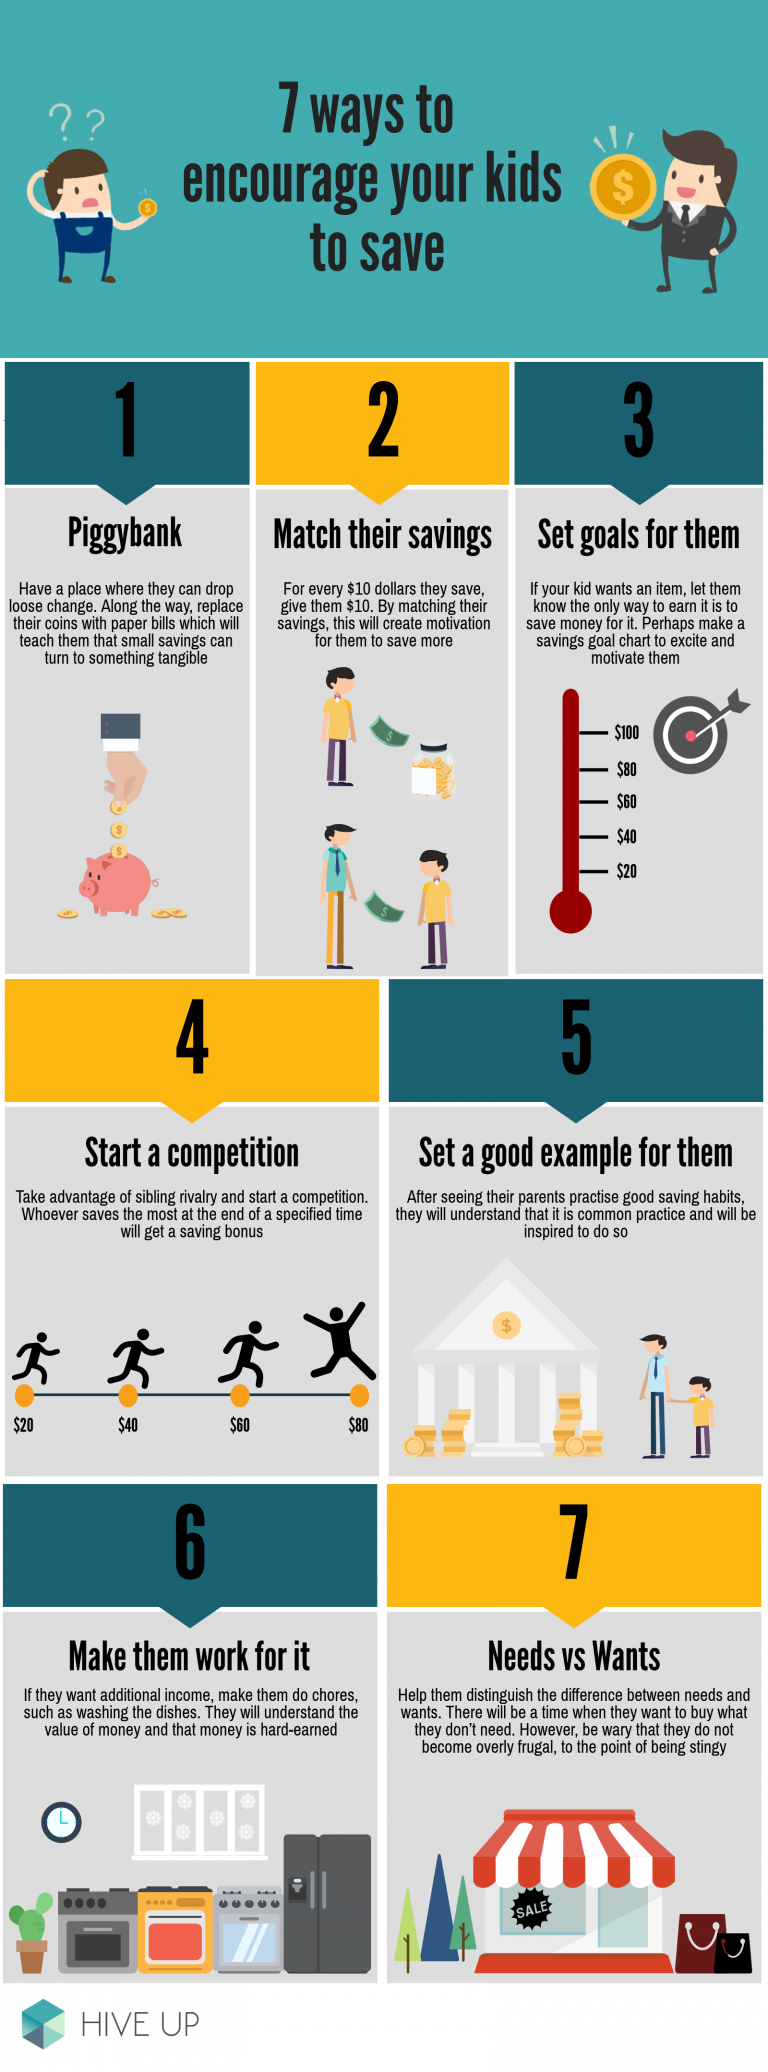 ? ?
7 ways to
encourage your kids
to save
$
$
1
2
3
Piggybank
Have a place where they can drop
loose change. Along the way, replace
their coins with paper bills which will
teach them that small savings can
turn to something tangible
$
$
$
Match their savings
For every $10 dollars they save,
give them $10. By matching their
savings, this will create motivation
for them to save more
$
$
Set goals for them
If your kid wants an item, let them
know the only way to earn it is to
save money for it. Perhaps make a
savings goal chart to excite and
motivate them
$100
$80
$60
$40
$20
4
5
Start a competition
Take advantage of sibling rivalry and start a competition.
Whoever saves the most at the end of a specified time
will get a saving bonus
$20 $40 $60 $80
Set a good example for them
After seeing their parents practise good saving habits,
they will understand that it is common practice and will be
inspired to do so
$
6
7
Make them work for it
If they want additional income, make them do chores,
such as washing the dishes. They will understand the
value of money and that money is hard-earned
Needs vs Wants
Help them distinguish the difference between needs and
wants. There will be a time when they want to buy what
they don't need. However, be wary that they do not
become overly frugal, to the point of being stingy
SALE
HIVE UP